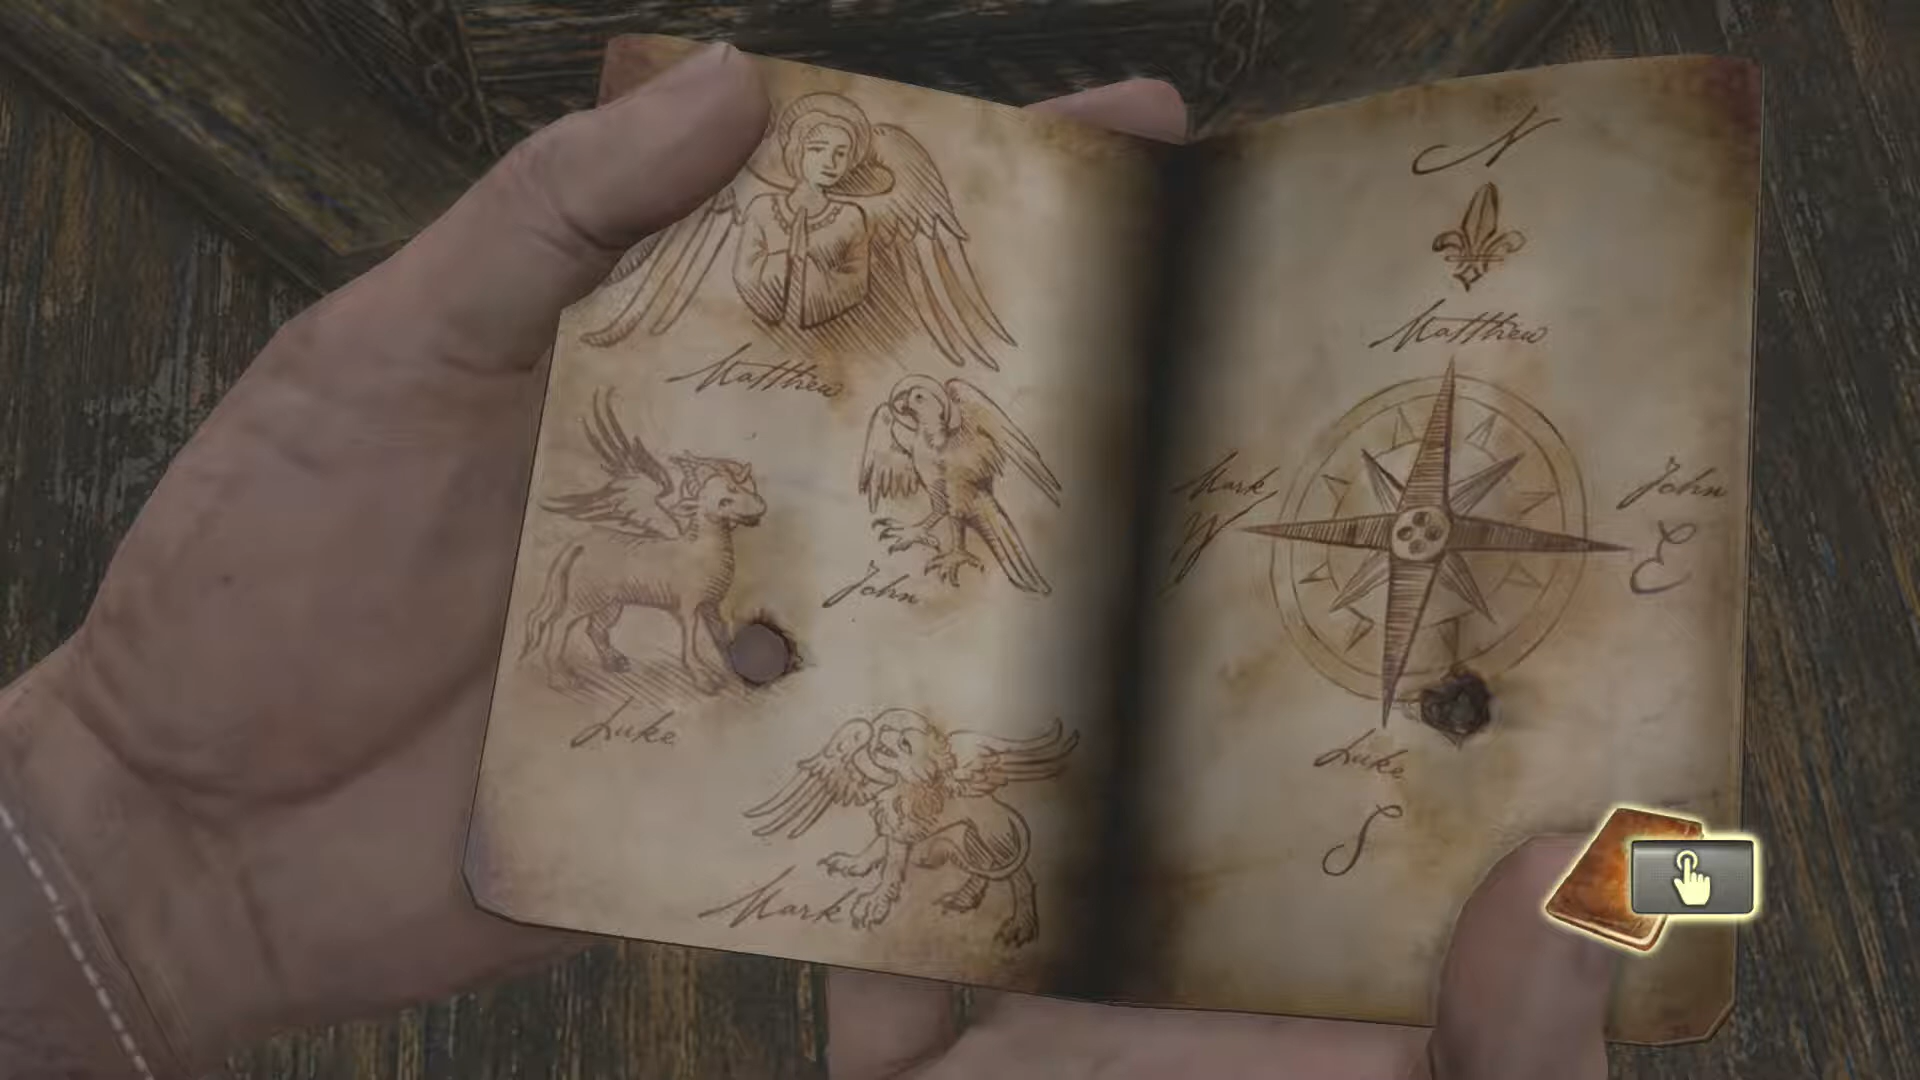 Matthew
John
Luke
Mark
N
Matthew
Mark
W
John
E
Luke
S